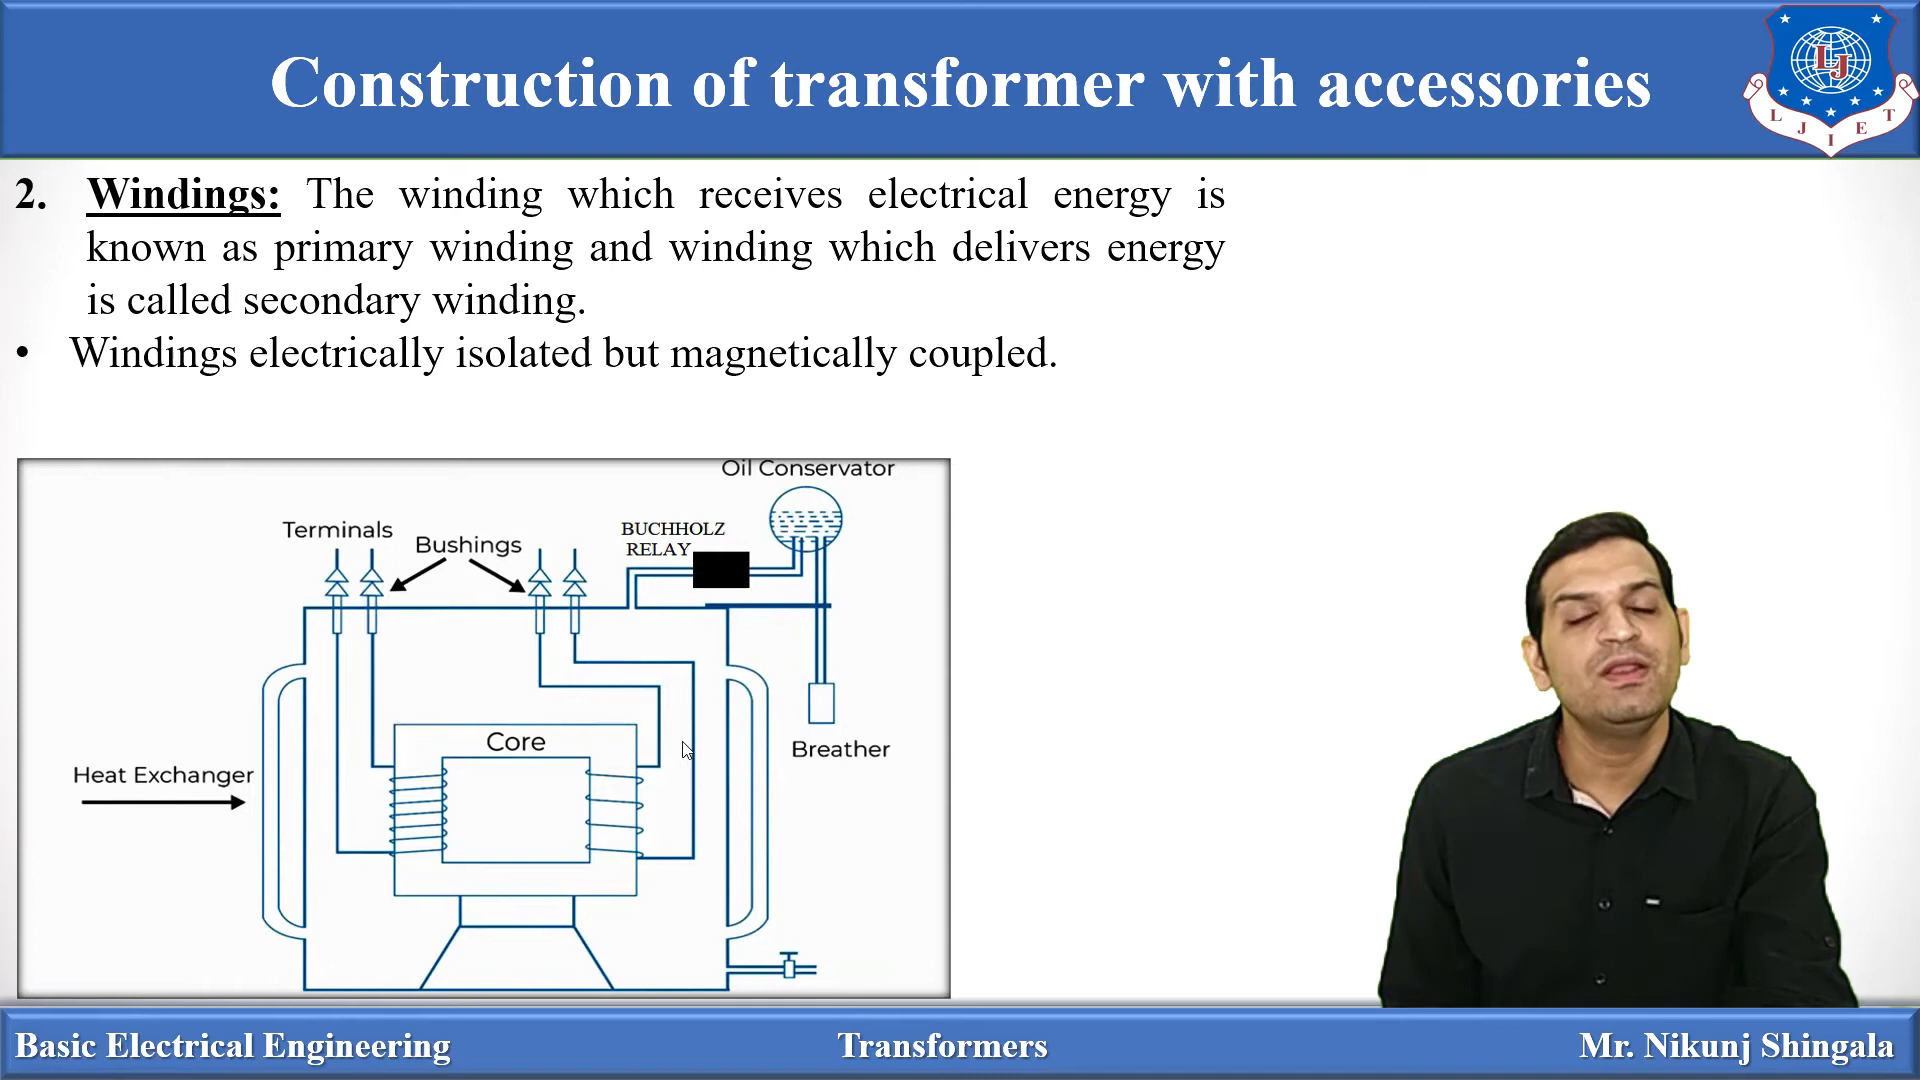 Construction of transformer with accessories
LJ
L J I E T
2. Windings: The winding which receives electrical energy is
known as primary winding and winding which delivers energy
is called secondary winding.
• Windings electrically isolated but magnetically coupled.
Oil Conservator
Terminals
Bushings
BUCHHOLZ
RELAY
Core
Heat Exchanger
Breather
Basic Electrical Engineering
Transformers
Mr. Nikunj Shingala